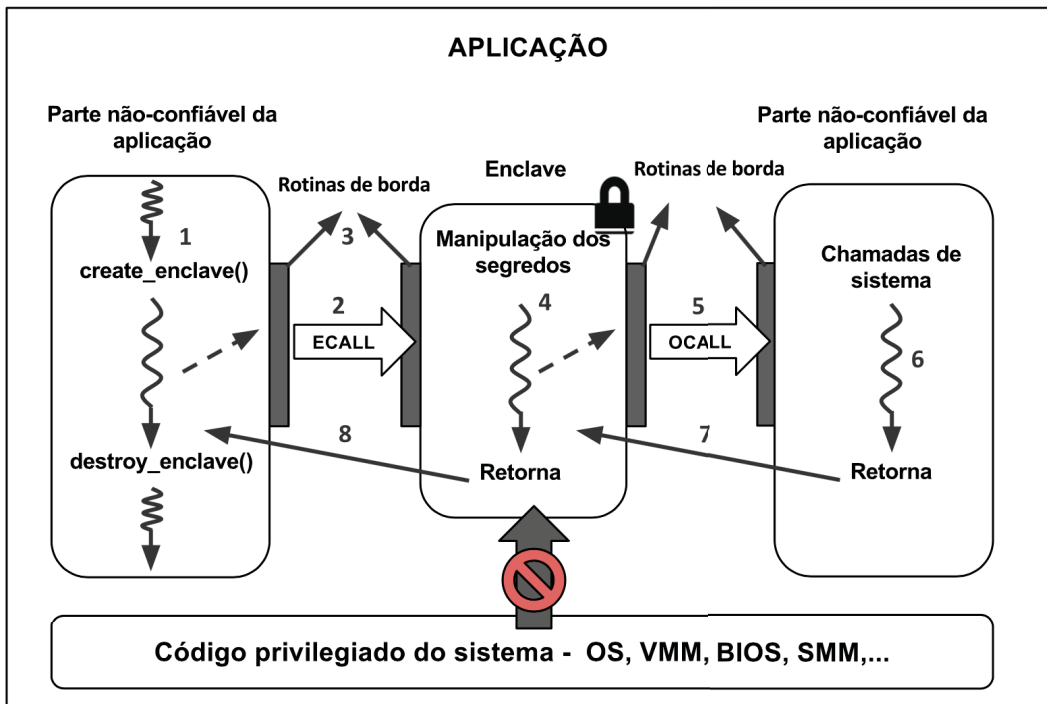 APLICAÇÃO
Parte não-confiável da
aplicação
1
create_enclave()
destroy_enclave()
Rotinas de borda
3
2
ECALL
8
Enclave
Manipulação dos
segredos
4
Retorna
Rotinas de borda
5
OCALL
7
Parte não-confiável da
aplicação
Chamadas de
sistema
6
Retorna
Código privilegiado do sistema - OS, VMM, BIOS, SMM,...